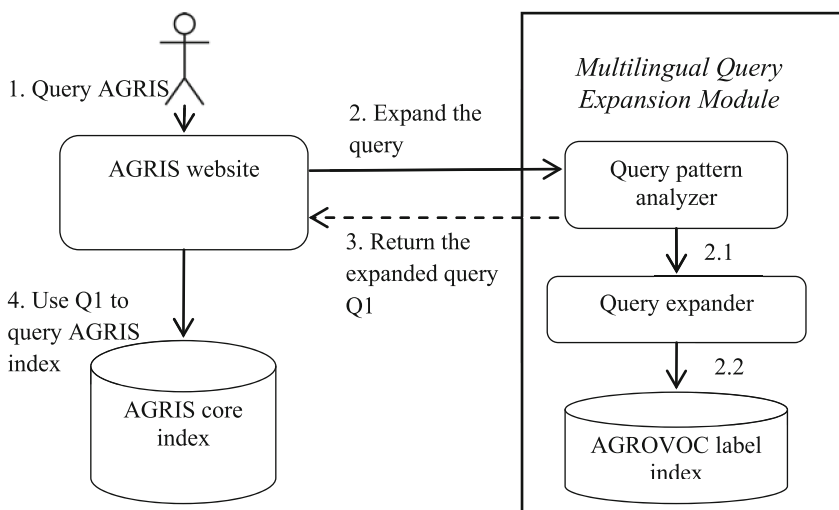 1. Query AGRIS
AGRIS website
2. Expand the
query
3. Return the
expanded query
Q1
4. Use Q1 to
query AGRIS
index
AGRIS core
index
Multilingual Query
Expansion Module
Query pattern
analyzer
2.1
Query expander
2.2
AGROVOC label
index